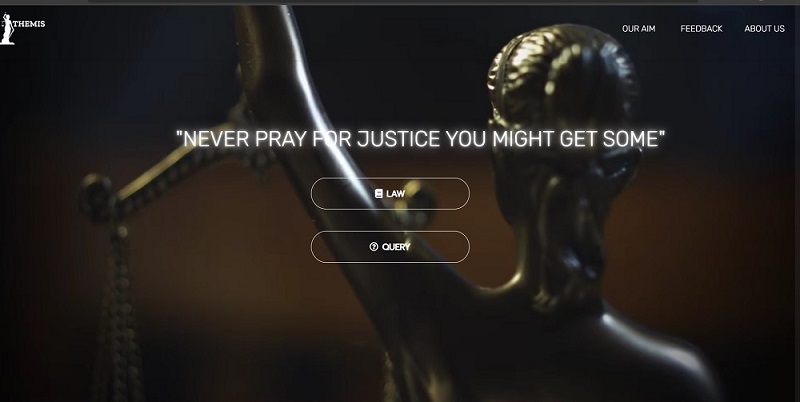 THEMIS
OUR AIM FEEDBACK ABOUT US
"NEVER PRAY FOR JUSTICE YOU MIGHT GET SOME"
LAW
QUERY